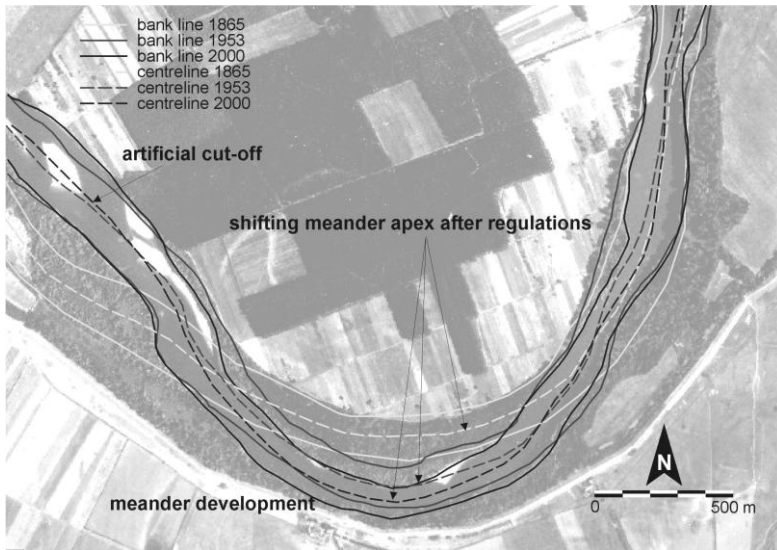 bank line 1865
bank line 1953
bank line 2000
centreline 1865
centreline 1953
centreline 2000
artificial cut-off
shifting meander apex after regulations
meander development
N
0 500 m